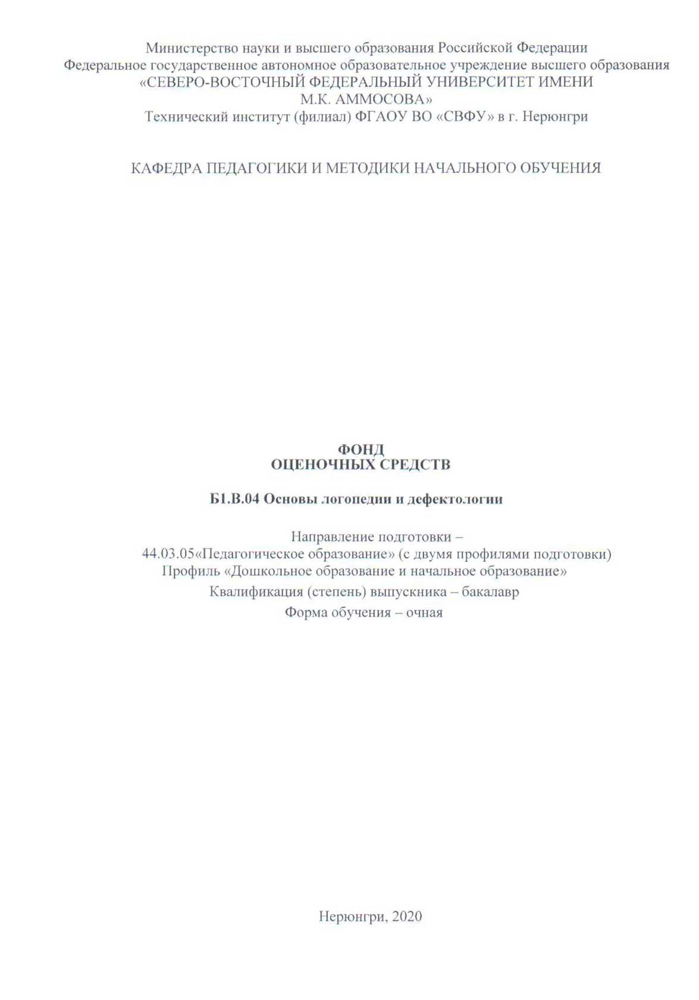 Министерство науки и высшего образования Российской Федерации
Федеральное государственное автономное образовательное учреждение высшего образования
«СЕВЕРО-ВОСТОЧНЫЙ ФЕДЕРАЛЬНЫЙ УНИВЕРСИТЕТ ИМЕНИ
М.К. АММОСОВА»
Технический институт (филиал) ФГАОУ ВО «СВФУ» в г. Нерюнгри
КАФЕДРА ПЕДАГОГИКИ И МЕТОДИКИ НАЧАЛЬНОГО ОБУЧЕНИЯ
ФОНД
ОЦЕНОЧНЫХ СРЕДСТВ
Б1.В.04 Основы логопедии и дефектологии
Направление подготовки –
44.03.05«Педагогическое образование» (с двумя профилями подготовки)
Профиль «Дошкольное образование и начальное образование»
Квалификация (степень) выпускника – бакалавр
Форма обучения – очная
Нерюнгри, 2020